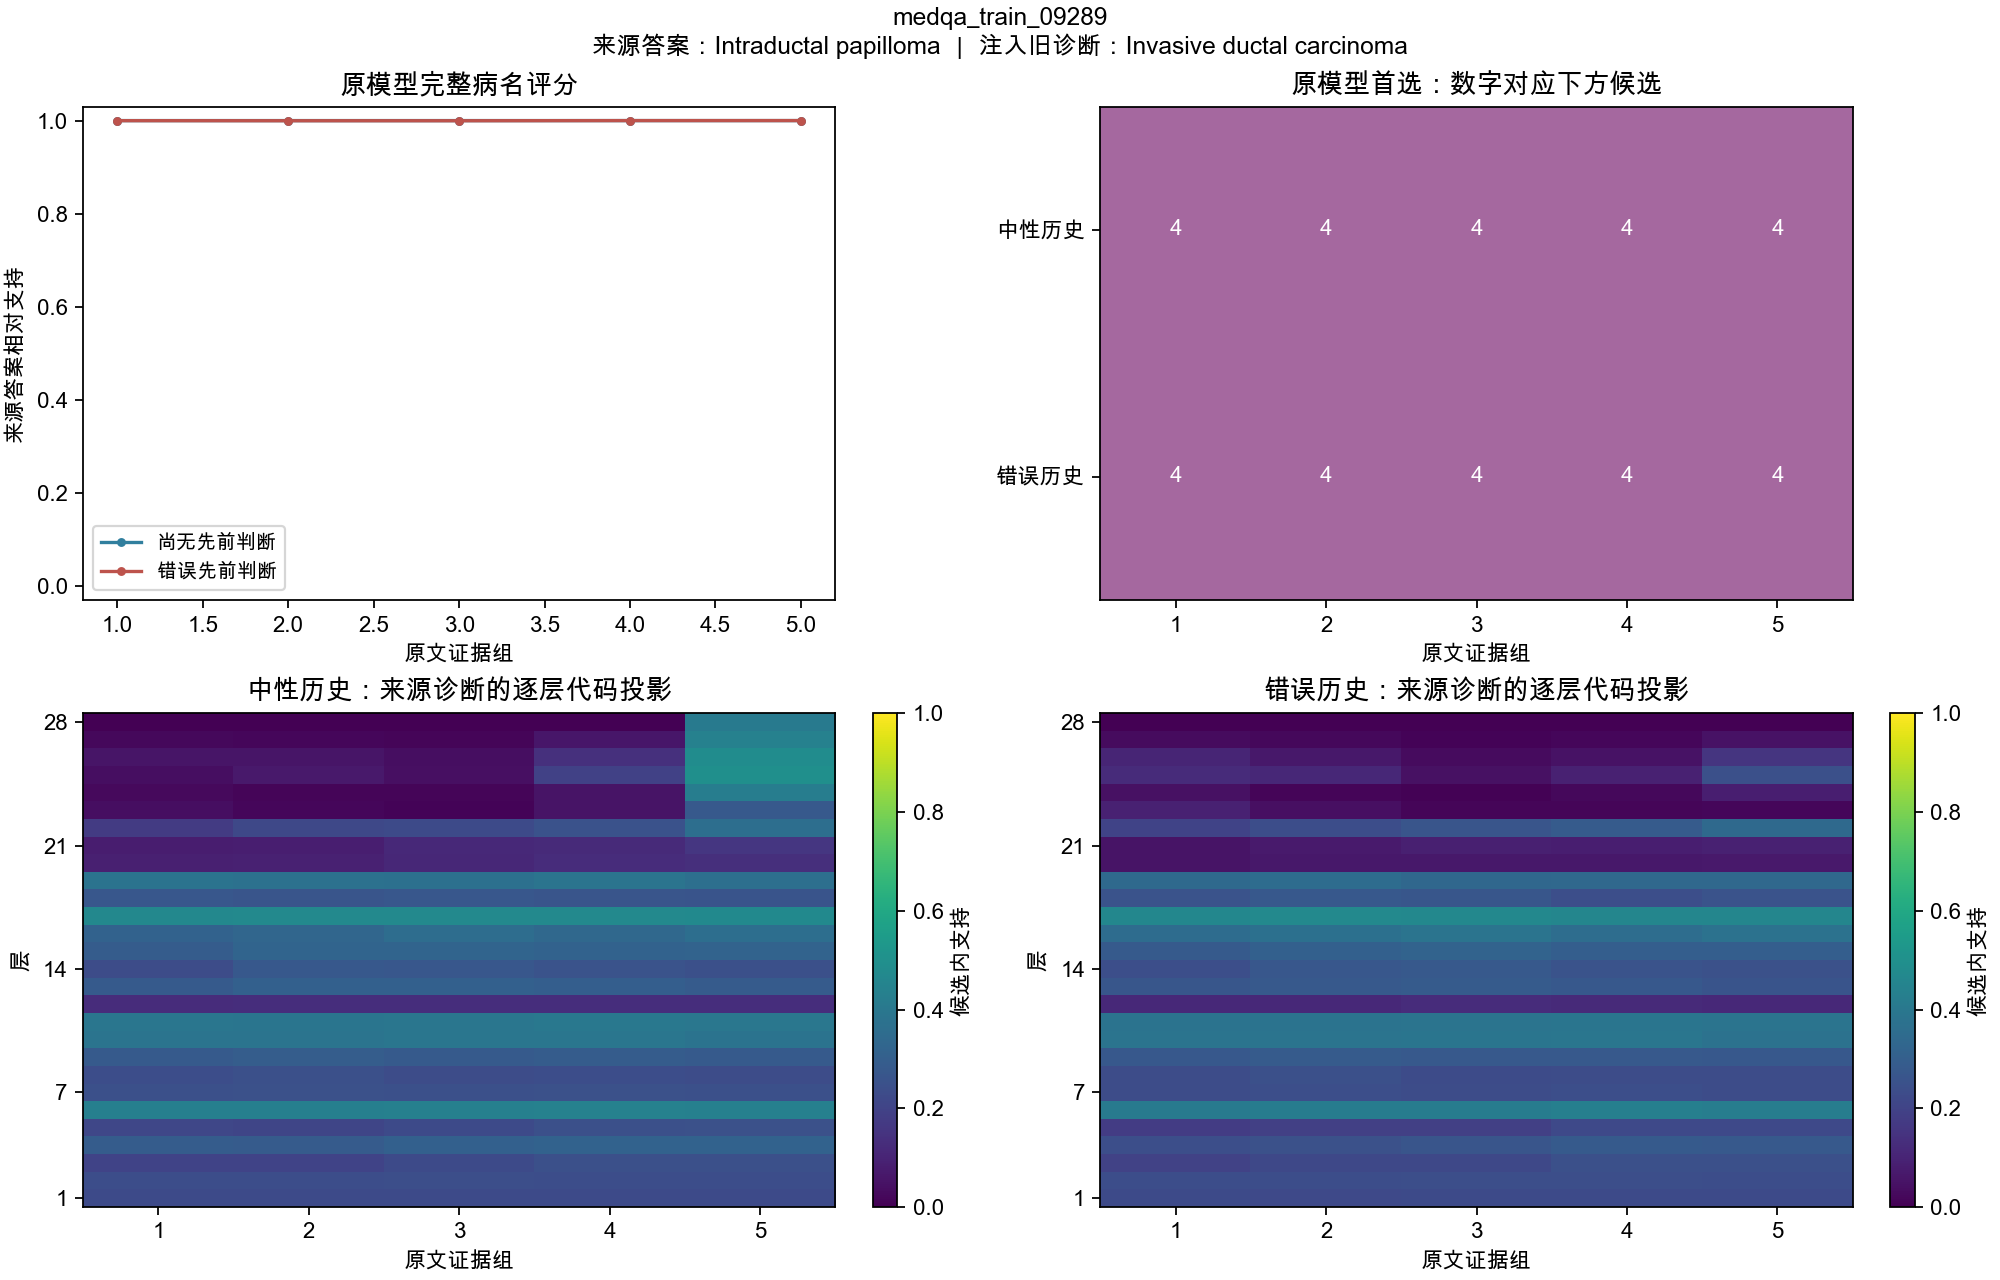 medqa_train_09289
来源答案：Intraductal papilloma | 注入旧诊断：Invasive ductal carcinoma
原模型完整病名评分
1.0
0.8
0.6
0.4
0.2
0.0
来源答案相对支持
尚无先前判断
错误先前判断
1.0 1.5 2.0 2.5 3.0 3.5 4.0 4.5 5.0
原文证据组
原模型首选：数字对应下方候选
中性历史
4 4 4 4 4
错误历史
4 4 4 4 4
1 2 3 4 5
原文证据组
中性历史：来源诊断的逐层代码投影
28
21
14
7
1
层
1 2 3 4 5
原文证据组
1.0
0.8
0.6
0.4
0.2
0.0
候选内支持
错误历史：来源诊断的逐层代码投影
28
21
14
7
1
层
1 2 3 4 5
原文证据组
1.0
0.8
0.6
0.4
0.2
0.0
候选内支持